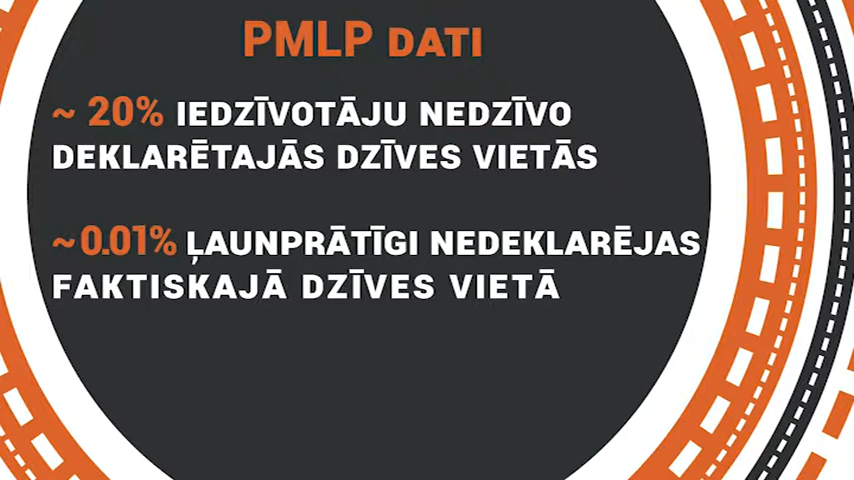 PMLP DATI
~ 20% IEDZĪVOTĀJU NEDZĪVO
DEKLARĒTAJĀS DZĪVES VIETĀS
~0.01% ĻAUNPRĀTĪGI NEDEKLARĒJAS
FAKTISKAJĀ DZĪVES VIETĀ